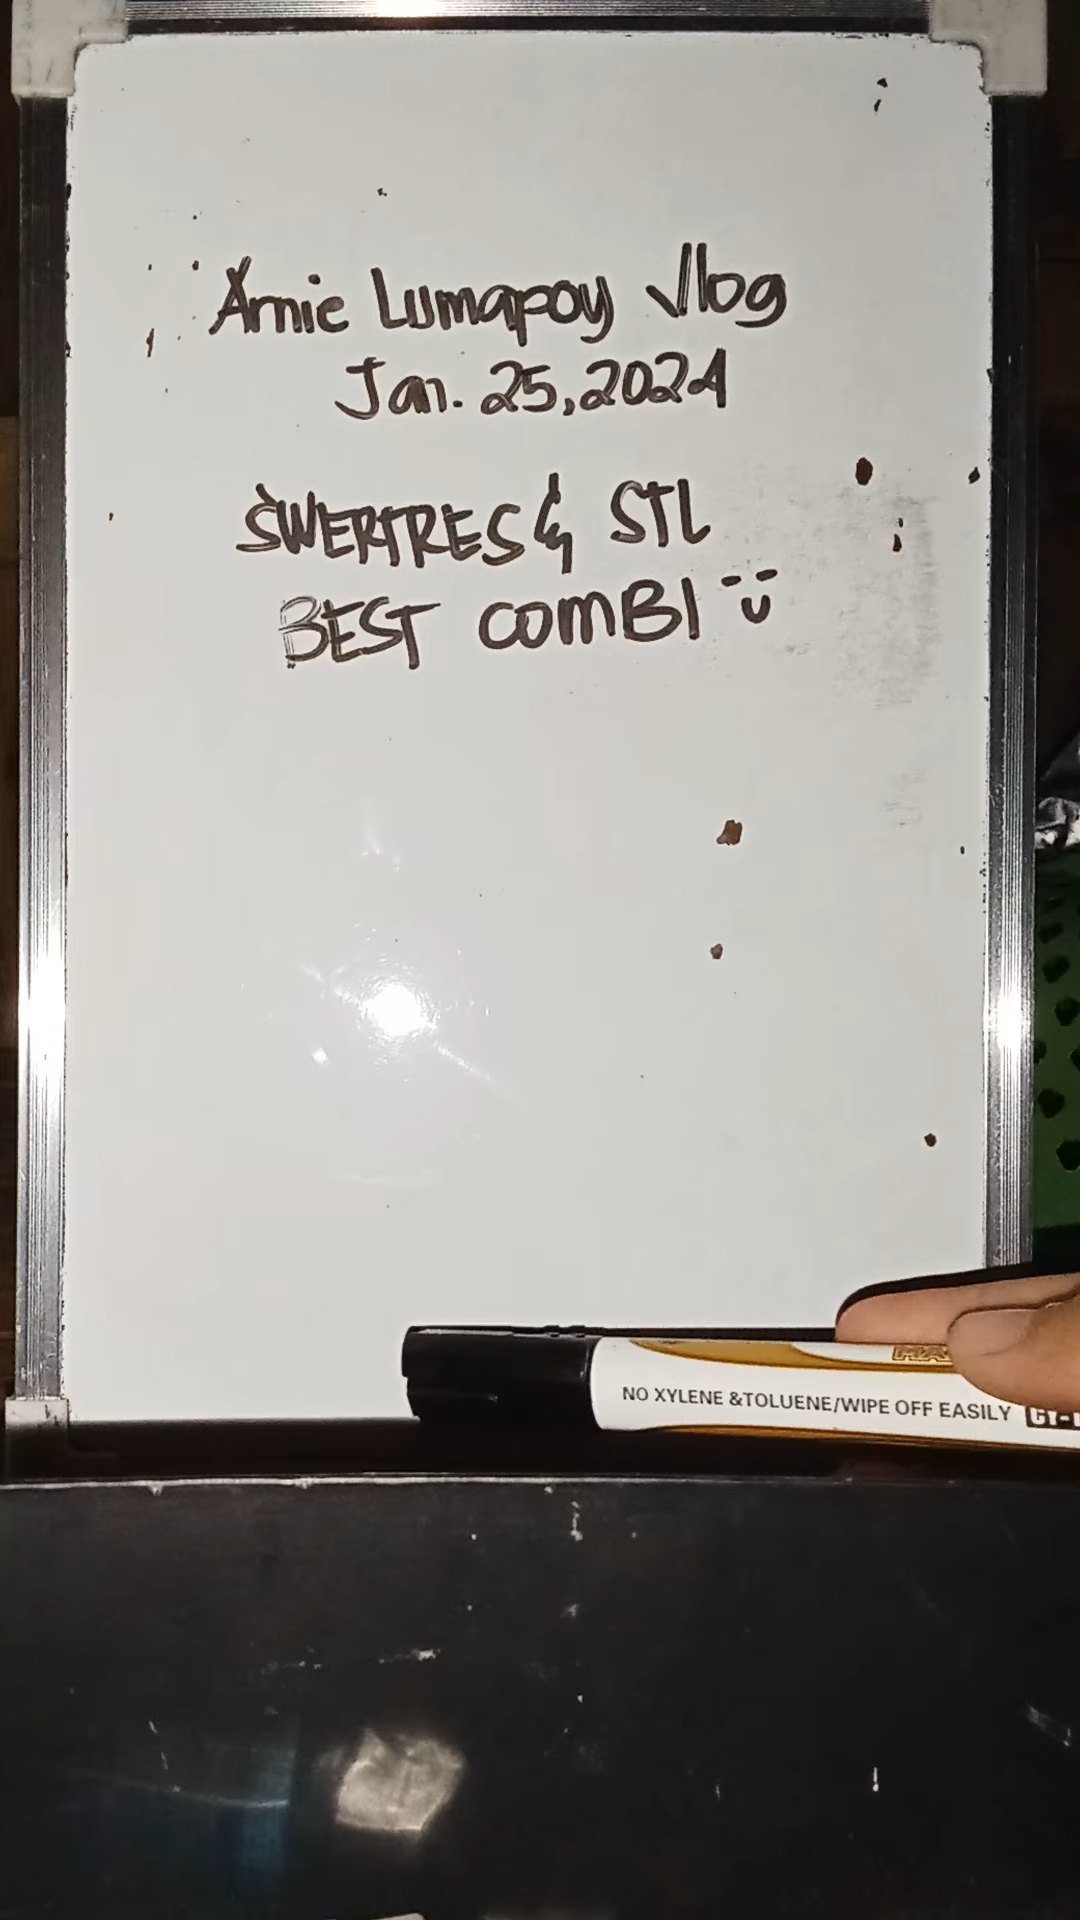 Arnie Lumapoy Vlog
Jan. 25, 2024
SWERTRES & STL
BEST comBI
NO XYLENE &TOLUENE/WIPE OFF EASILY